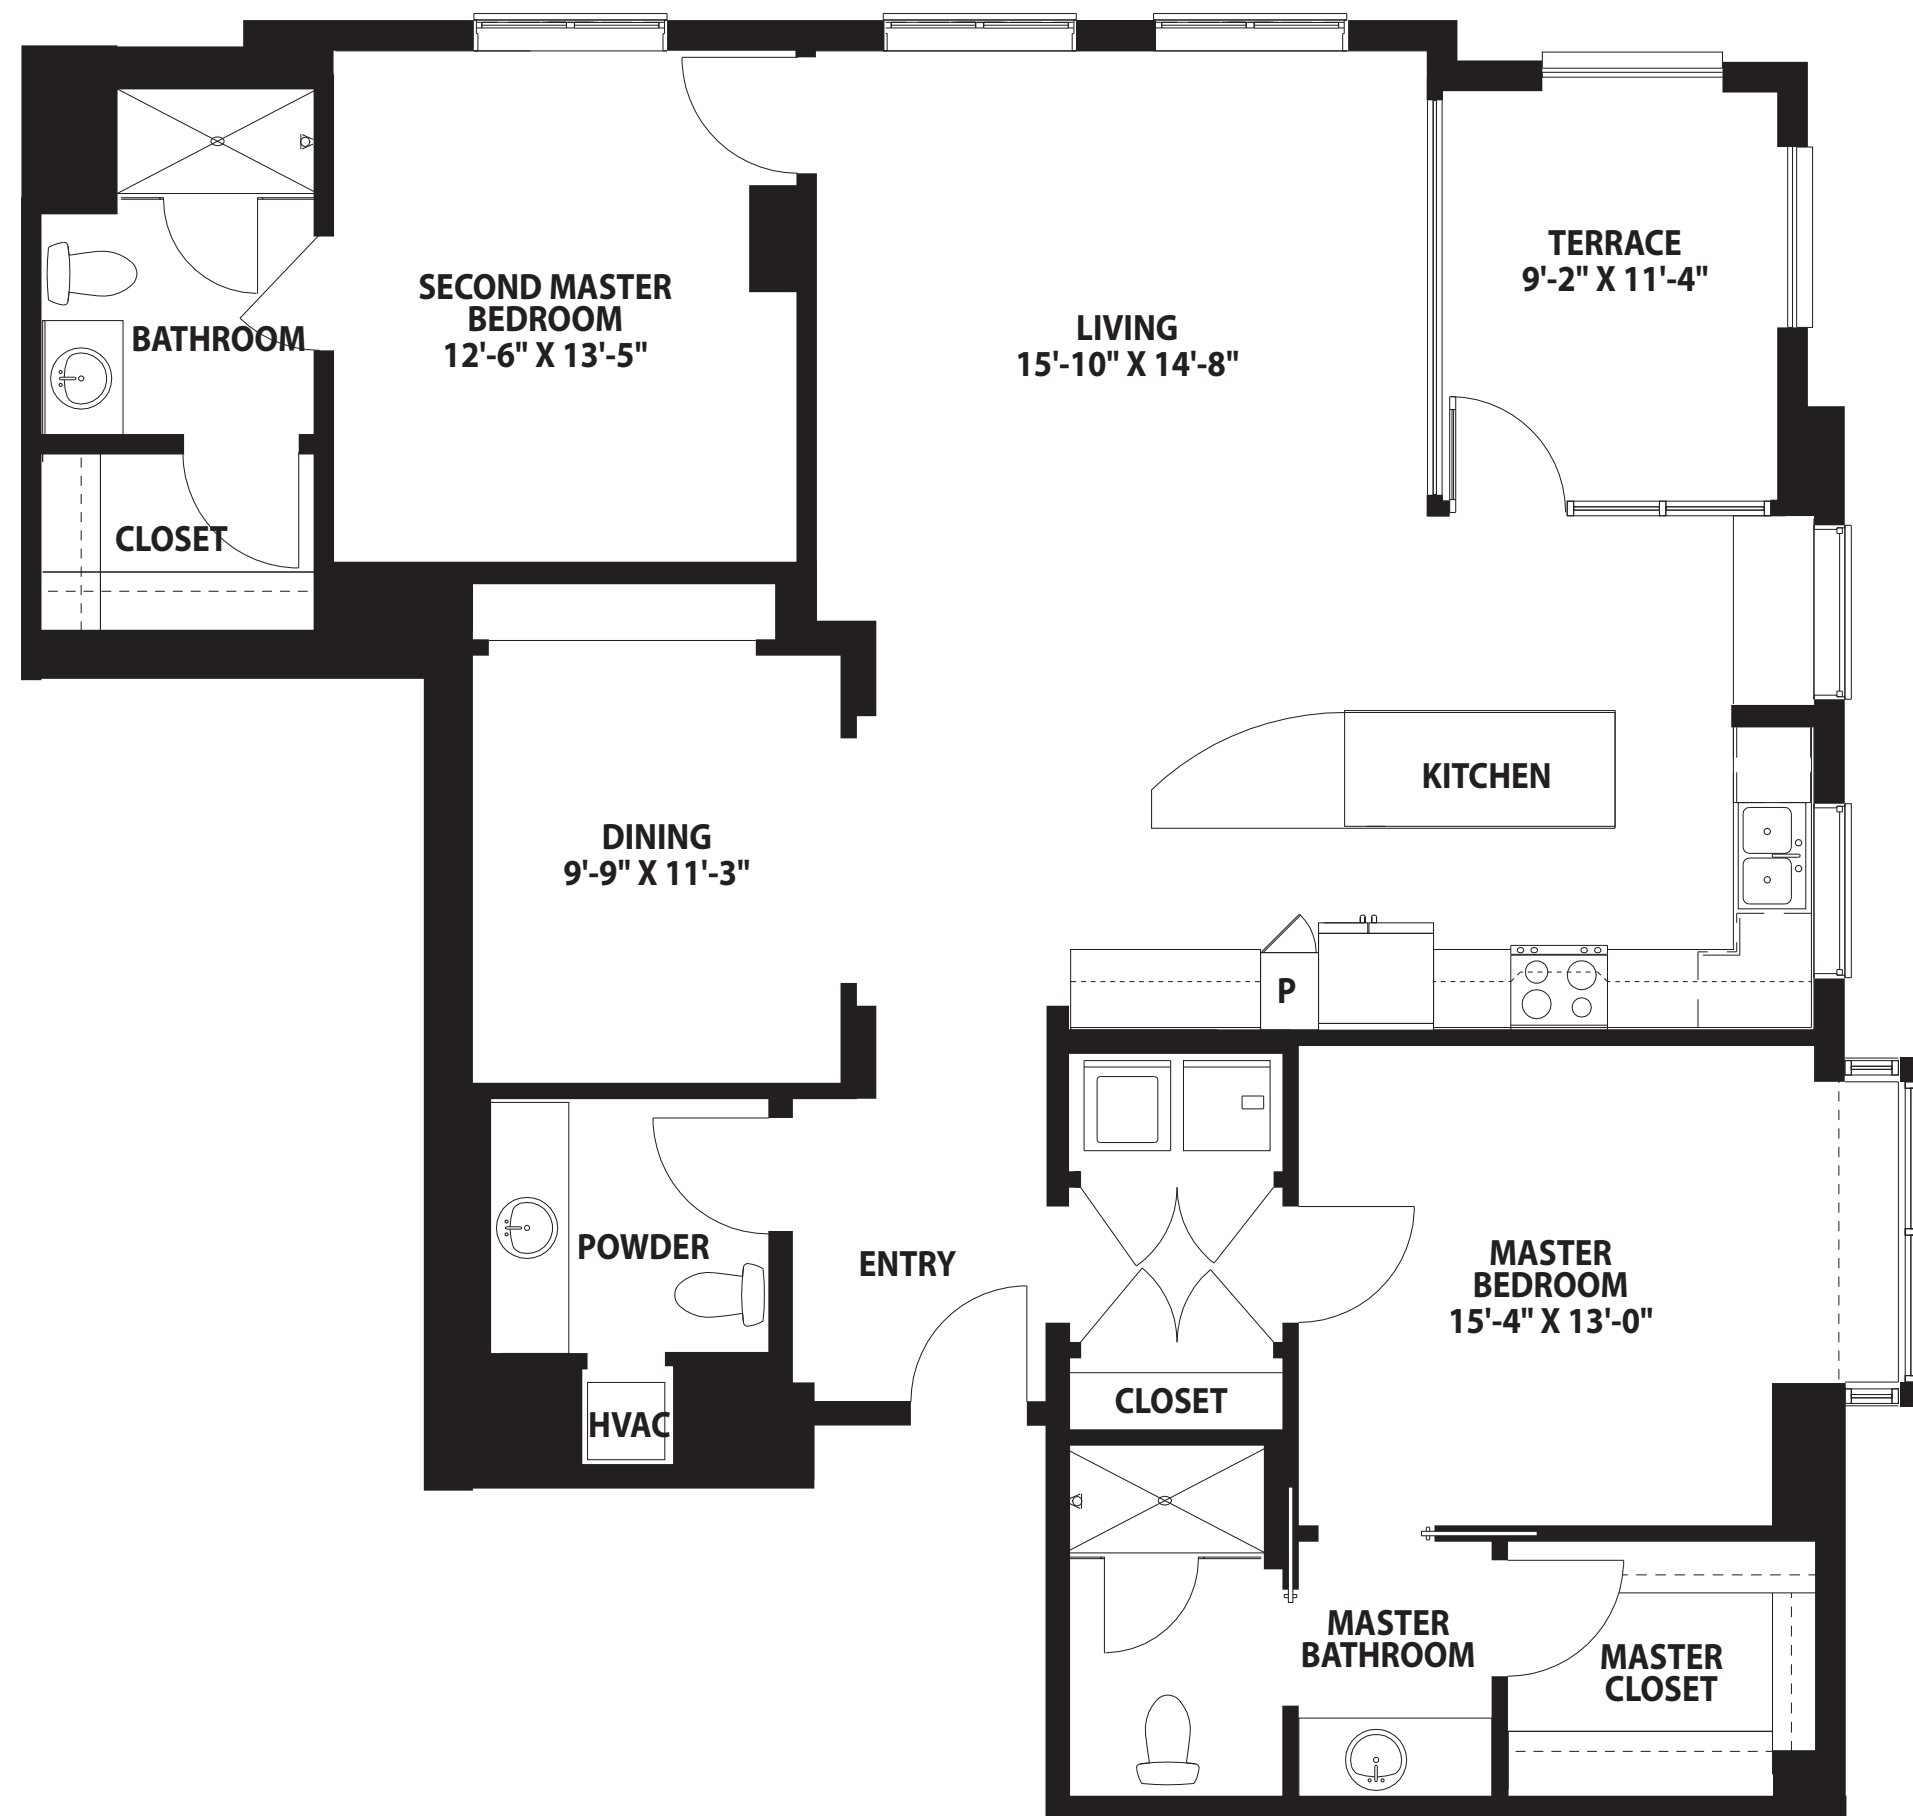 TERRACE
9'-2" X 11'-4"
SECOND MASTER
BEDROOM
12'-6" X 13'-5"
BATHROOM
LIVING
15'-10" X 14'-8"
CLOSET
KITCHEN
DINING
9'-9" X 11'-3"
P
POWDER
ENTRY
MASTER
BEDROOM
15'-4" X 13'-0"
CLOSET
HVAC
MASTER
BATHROOM
MASTER
CLOSET